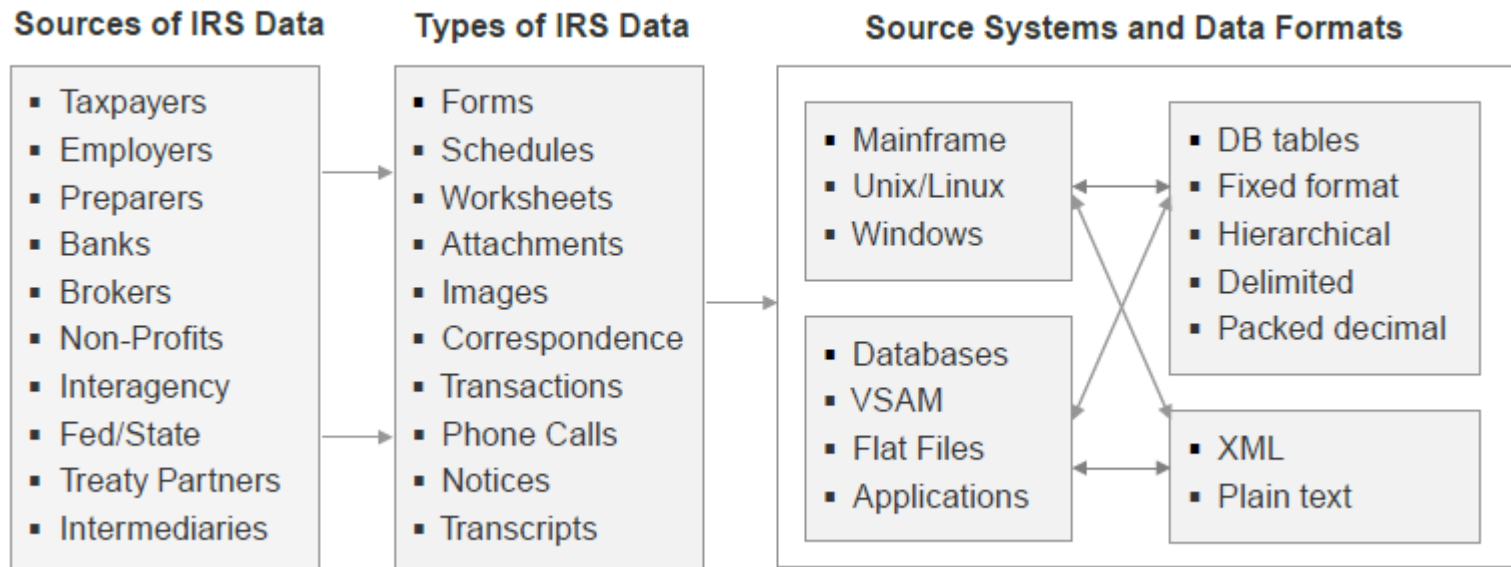 Sources of IRS Data
Taxpayers
Employers
Preparers
Banks
Brokers
Non-Profits
Interagency
Fed/State
Treaty Partners
Intermediaries
Types of IRS Data
Forms
Schedules
Worksheets
Attachments
Images
Correspondence
Transactions
Phone Calls
Notices
Transcripts
Source Systems and Data Formats
Mainframe
Unix/Linux
Windows
Databases
VSAM
Flat Files
Applications
DB tables
Fixed format
Hierarchical
Delimited
Packed decimal
XML
Plain text